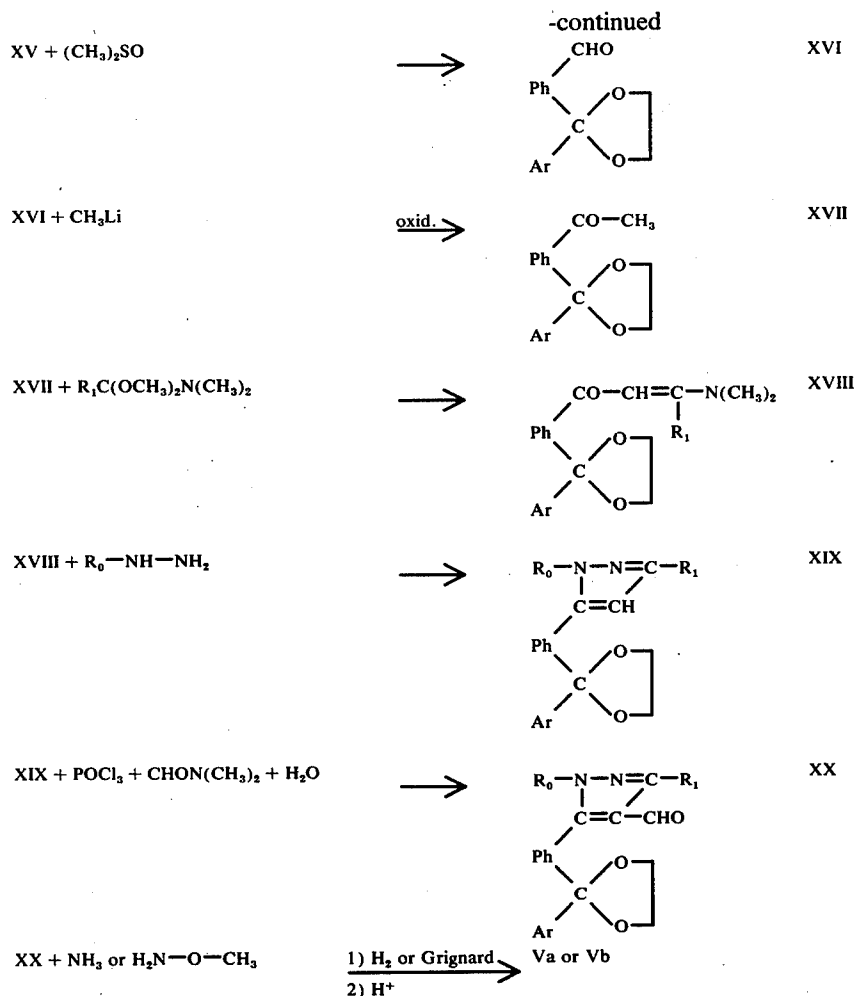 -continued
XV + (CH₃)₂SO
CHO
XVI
Ph
O
C
Ar
O
XVI + CH₃Li
oxid.
CO—CH₃
XVII
Ph
O
C
Ar
O
XVII + R₁C(OCH₃)₂N(CH₃)₂
CO—CH=C—N(CH₃)₂
XVIII
R₁
Ph
O
C
Ar
O
XVIII + R₀—NH—NH₂
R₀—N—N=C—R₁
XIX
C=CH
Ph
O
C
Ar
O
XIX + POCl₃ + CHON(CH₃)₂ + H₂O
R₀—N—N=C—R₁
XX
C=C—CHO
Ph
O
C
Ar
O
XX + NH₃ or H₂N—O—CH₃
1) H₂ or Grignard
2) H⁺
Va or Vb